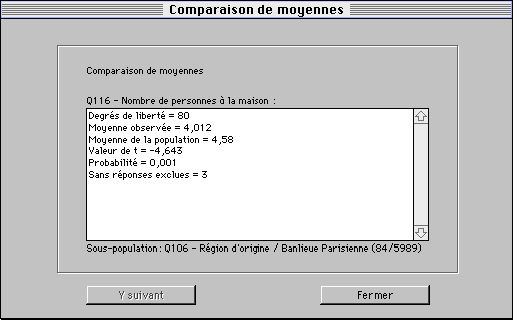 Comparaison de moyennes
Comparaison de moyennes
Q116 - Nombre de personnes à la maison :
Degrés de liberté = 80
Moyenne observée = 4,012
Moyenne de la population = 4,58
Valeur de t = -4,643
Probabilité = 0,001
Sans réponses exclues = 3
Sous-population: Q106 - Région d'origine / Banlieue Parisienne (84/5989)
Y suivant
Fermer